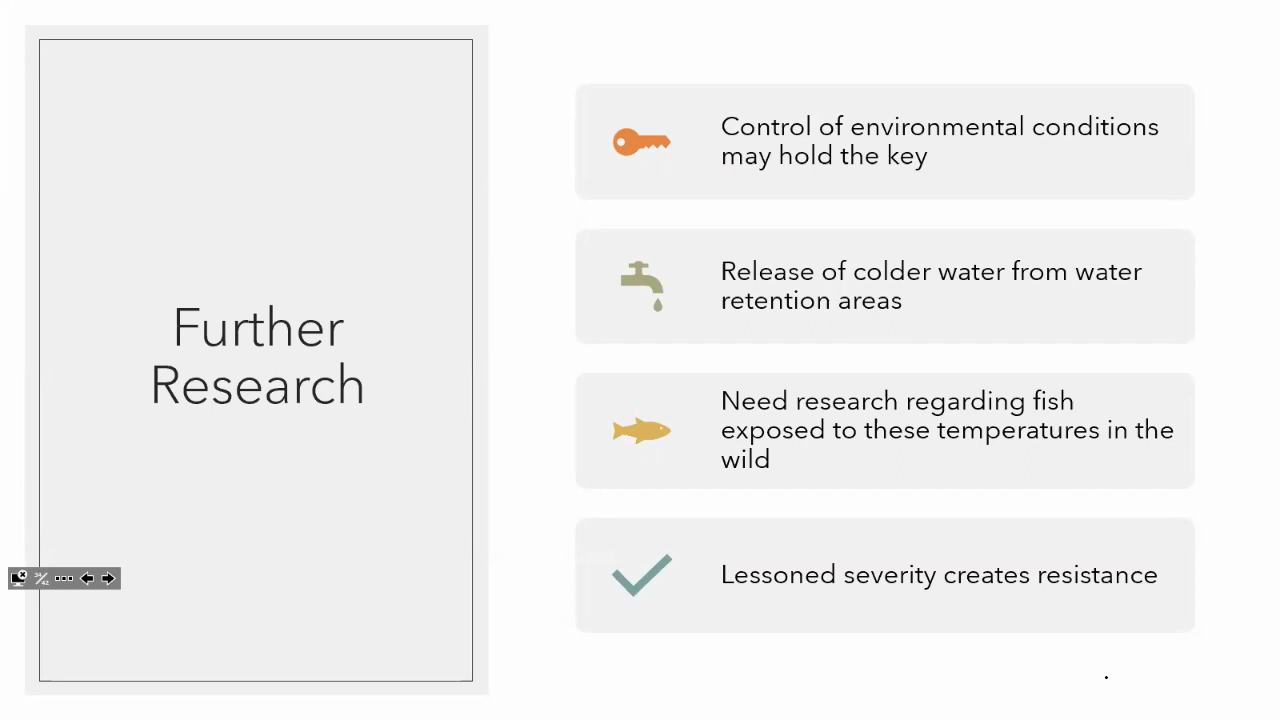 Further
Research
Control of environmental conditions
may hold the key
Release of colder water from water
retention areas
Need research regarding fish
exposed to these temperatures in the
wild
Lessoned severity creates resistance